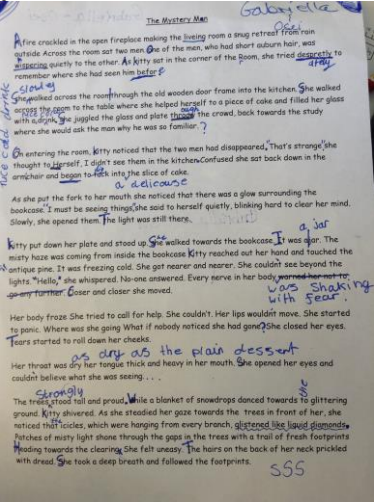 Gabriella
The Mystery Man
A fire crackled in the open fireplace making the liveing room a snug retreat from rain
outside Across the room sat two men. One of the men, who had short auburn hair, was
wispering quietly to the other. As Kitty sat in the corner of the Room, she tried despretly to
ately
remember where she had seen him before
slowley
She walked across the room through the old wooden door frame into the kitchen. She walked
across the room to the table where she helped herself to a piece of cake and filled her glass
nice cold drink
with a drink. She juggled the glass and plate through the crowd, back towards the study
where she would ask the man why he was so familiar.?
On entering the room, Kitty noticed that the two men had disappeared, "That's strange" she
thought to Herself, I didn't see them in the kitchen. Confused she sat back down in the
armchair and began to tuck into the slice of cake.
a delicouse
As she put the fork to her mouth she noticed that there was a glow surrounding the
bookcase. "I must be seeing things" she said to herself quietly, blinking hard to clear her mind.
Slowly, she opened them. The light was still there.
a jar
Kitty put down her plate and stood up. She walked towards the bookcase. It was ajar. The
misty haze was coming from inside the bookcase Kitty reached out her hand and touched the
antique pine. It was freezing cold. She got nearer and nearer. She couldn't see beyond the
lights. "Hello," she whispered. No-one answered. Every nerve in her body warned her not to
go any further. Closer and closer she moved.
was shaking
with fear.
Her body froze She tried to call for help. She couldn't. Her lips wouldn't move. She started
to panic. Where was she going What if nobody noticed she had gone? She closed her eyes.
Tears started to roll down her cheeks.
as dry as the plain dessert
Her throat was dry her tongue thick and heavy in her mouth. She opened her eyes and
couldn't believe what she was seeing....
Strongly
The trees stood tall and proud, While a blanket of snowdrops danced towards to glittering
the
ground. Kitty shivered. As she steadied her gaze towards the trees in front of her, she
noticed that icicles, which were hanging from every branch, glistened like liquid diamonds.
Patches of misty light shone through the gaps in the trees with a trail of fresh footprints
Heading towards the clearing. She felt uneasy. The hairs on the back of her neck prickled
with dread. She took a deep breath and followed the footprints.
SSS